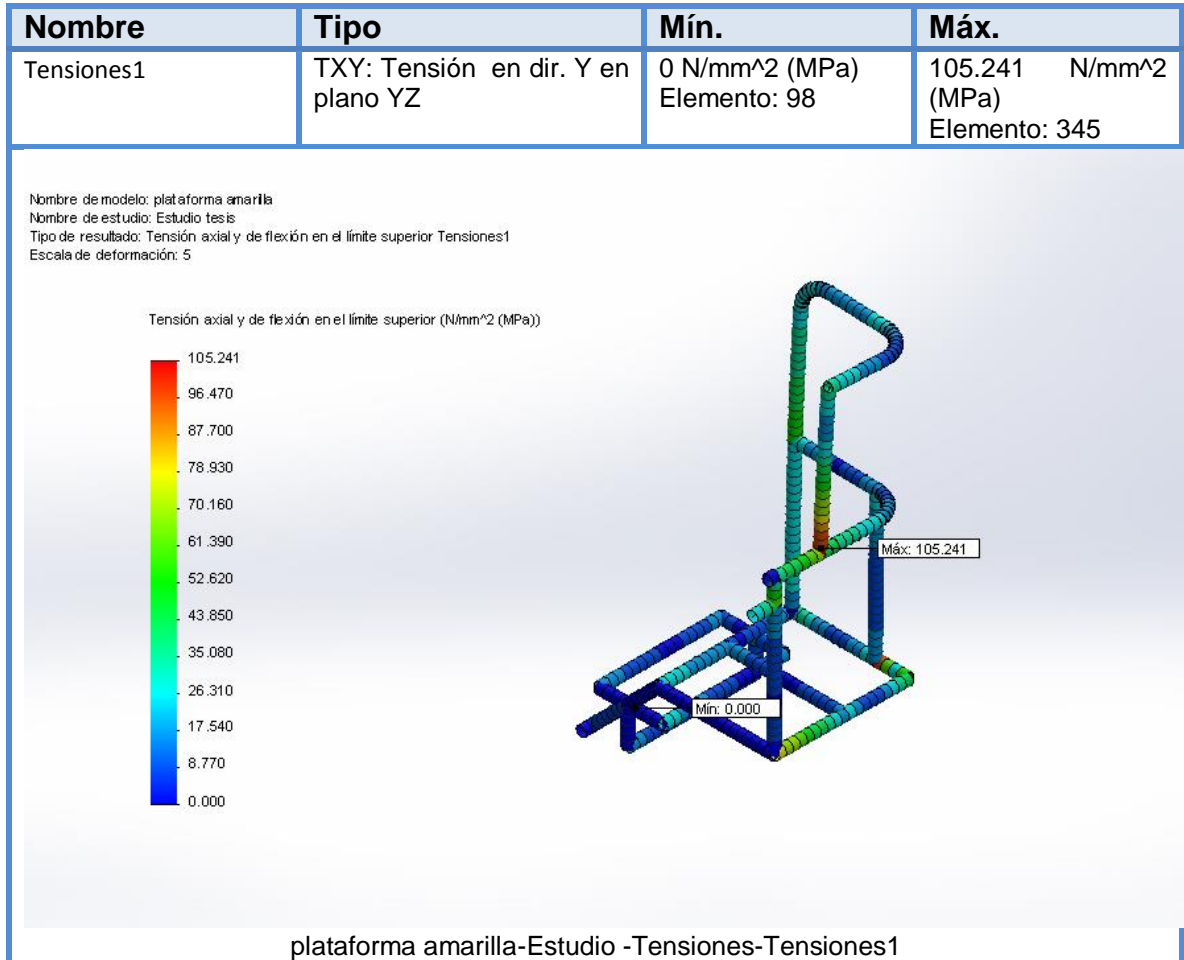 Nombre Tipo Mín. Máx.
Tensiones1 TXY: Tensión en dir. Y en plano YZ 0 N/mm^2 (MPa) Elemento: 98 105.241 N/mm^2 (MPa) Elemento: 345
Nombre de modelo: plataforma amarilla
Nombre de estudio: Estudio tesis
Tipo de resultado: Tensión axial y de flexión en el límite superior Tensiones1
Escala de deformación: 5
Tensión axial y de flexión en el límite superior (N/mm^2 (MPa))
105.241
96.470
87.700
78.930
70.160
61.390
52.620
43.850
35.080
26.310
17.540
8.770
0.000
Máx: 105.241
Mín: 0.000
plataforma amarilla-Estudio -Tensiones-Tensiones1